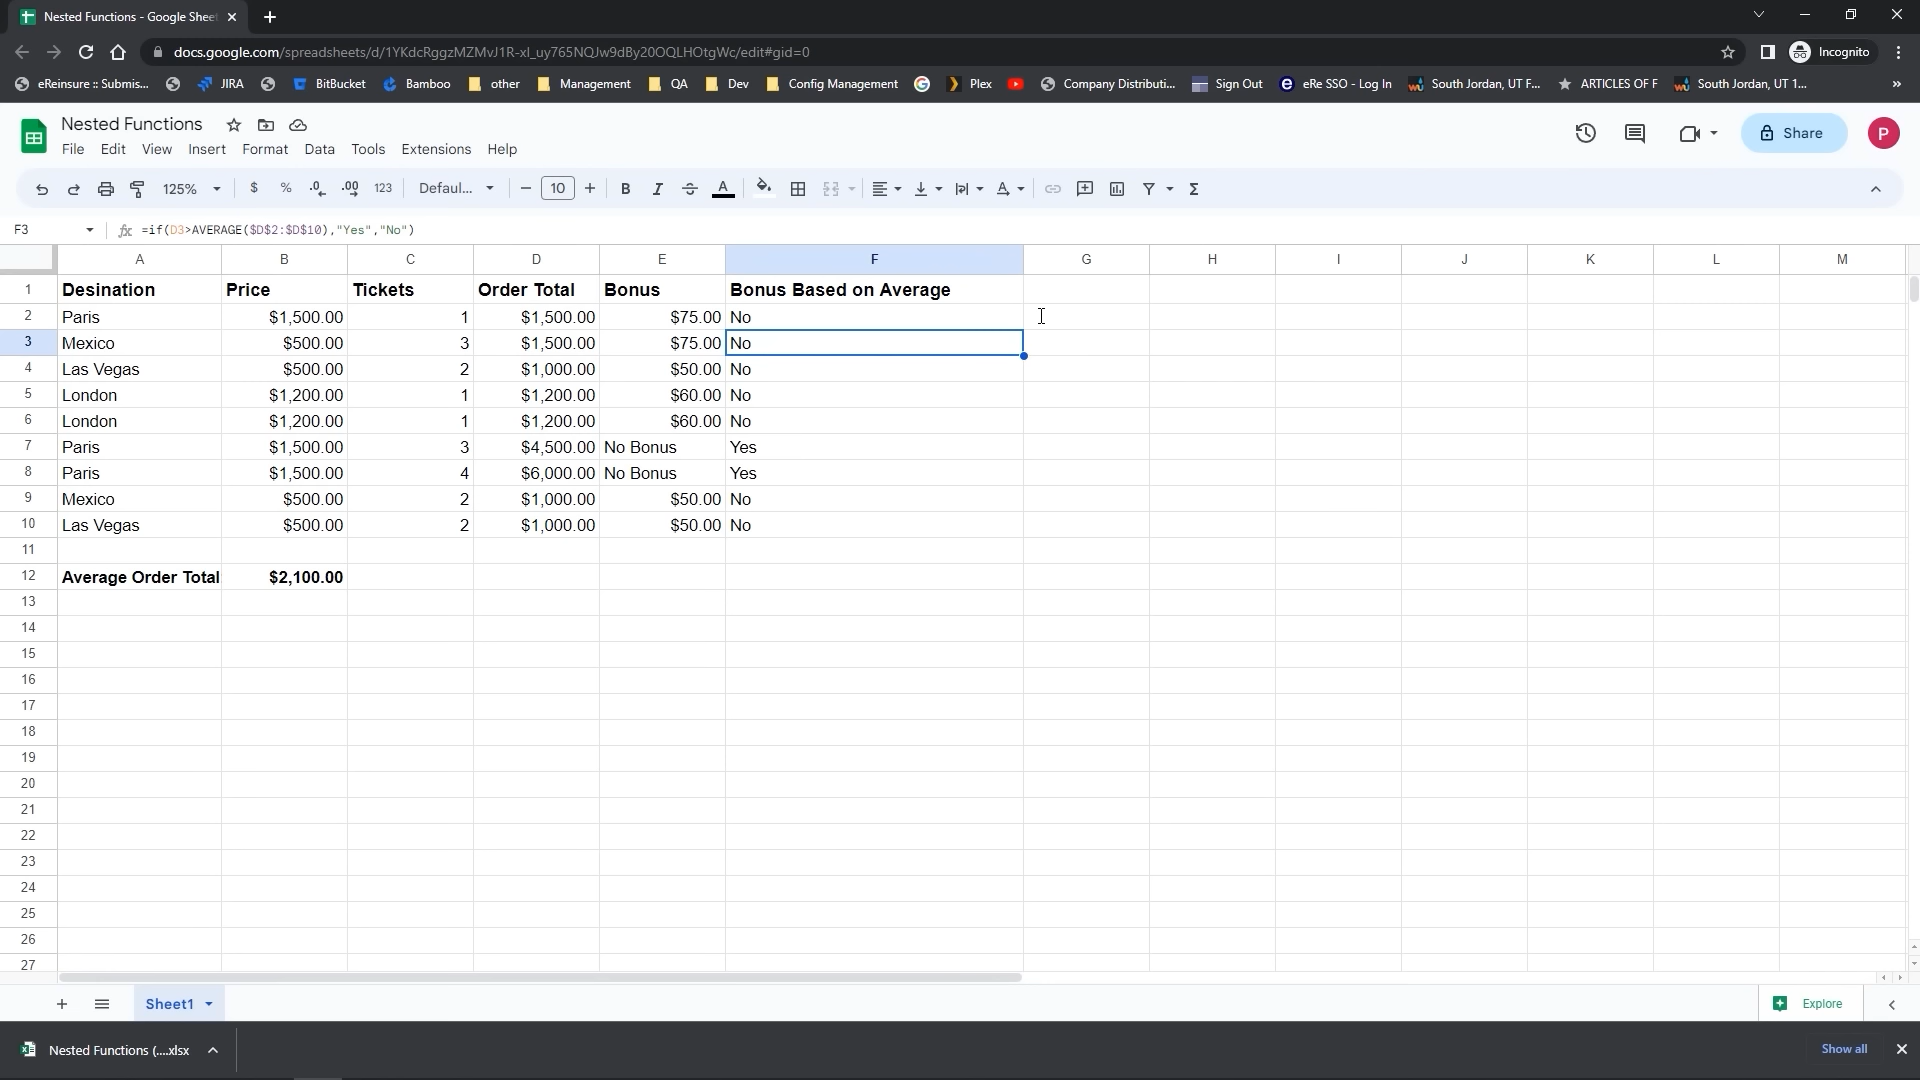 Nested Functions - Google Sheet
docs.google.com/spreadsheets/d/1YKdcRggzMZMvJ1R-xl_uy765NQJw9dBy20OQLHOtgWc/edit#gid=0
Incognito
eReinsure :: Submis... JIRA BitBucket Bamboo other Management QA Dev Config Management Plex Company Distributi... Sign Out eRe SSO - Log In South Jordan, UT F... ARTICLES OF F South Jordan, UT 1... »
Nested Functions
File Edit View Insert Format Data Tools Extensions Help
Share P
125% $ % .0 .00 123 Defaul... 10 B I A Σ
F3 fx =if(D3>AVERAGE($D$2:$D$10),"Yes","No")
A B C D E F G H I J K L M
1 Desination Price Tickets Order Total Bonus Bonus Based on Average
2 Paris $1,500.00 1 $1,500.00 $75.00 No
3 Mexico $500.00 3 $1,500.00 $75.00 No
4 Las Vegas $500.00 2 $1,000.00 $50.00 No
5 London $1,200.00 1 $1,200.00 $60.00 No
6 London $1,200.00 1 $1,200.00 $60.00 No
7 Paris $1,500.00 3 $4,500.00 No Bonus Yes
8 Paris $1,500.00 4 $6,000.00 No Bonus Yes
9 Mexico $500.00 2 $1,000.00 $50.00 No
10 Las Vegas $500.00 2 $1,000.00 $50.00 No
11
12 Average Order Total $2,100.00
13
14
15
16
17
18
19
20
21
22
23
24
25
26
27
Sheet1
Explore
Nested Functions (....xlsx
Show all